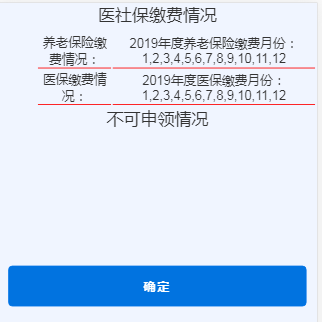 医社保缴费情况
养老保险缴
费情况：
2019年度养老保险缴费月份：
1,2,3,4,5,6,7,8,9,10,11,12
医保缴费情
况：
2019年度医保缴费月份：
1,2,3,4,5,6,7,8,9,10,11,12
不可申领情况
确定